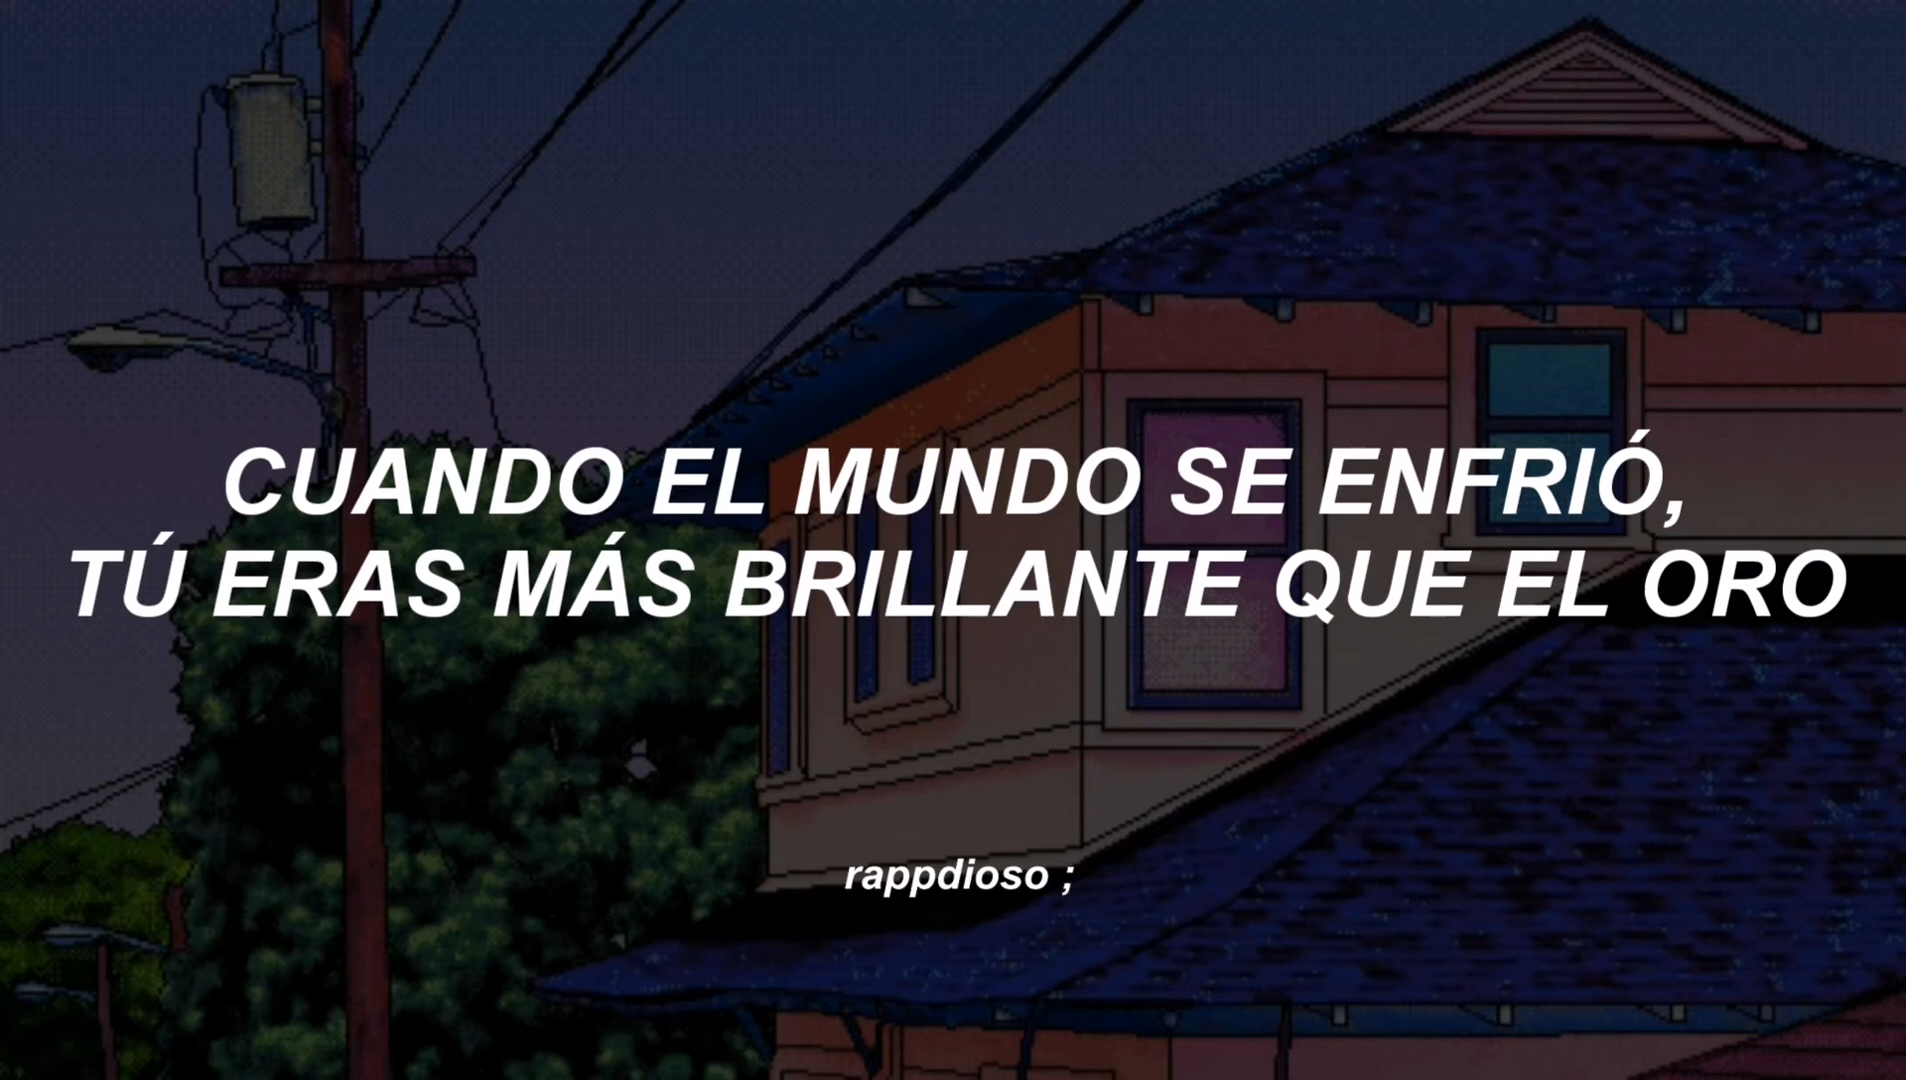 CUANDO EL MUNDO SE ENFRIÓ,
TÚ ERAS MÁS BRILLANTE QUE EL ORO
rappdioso ;